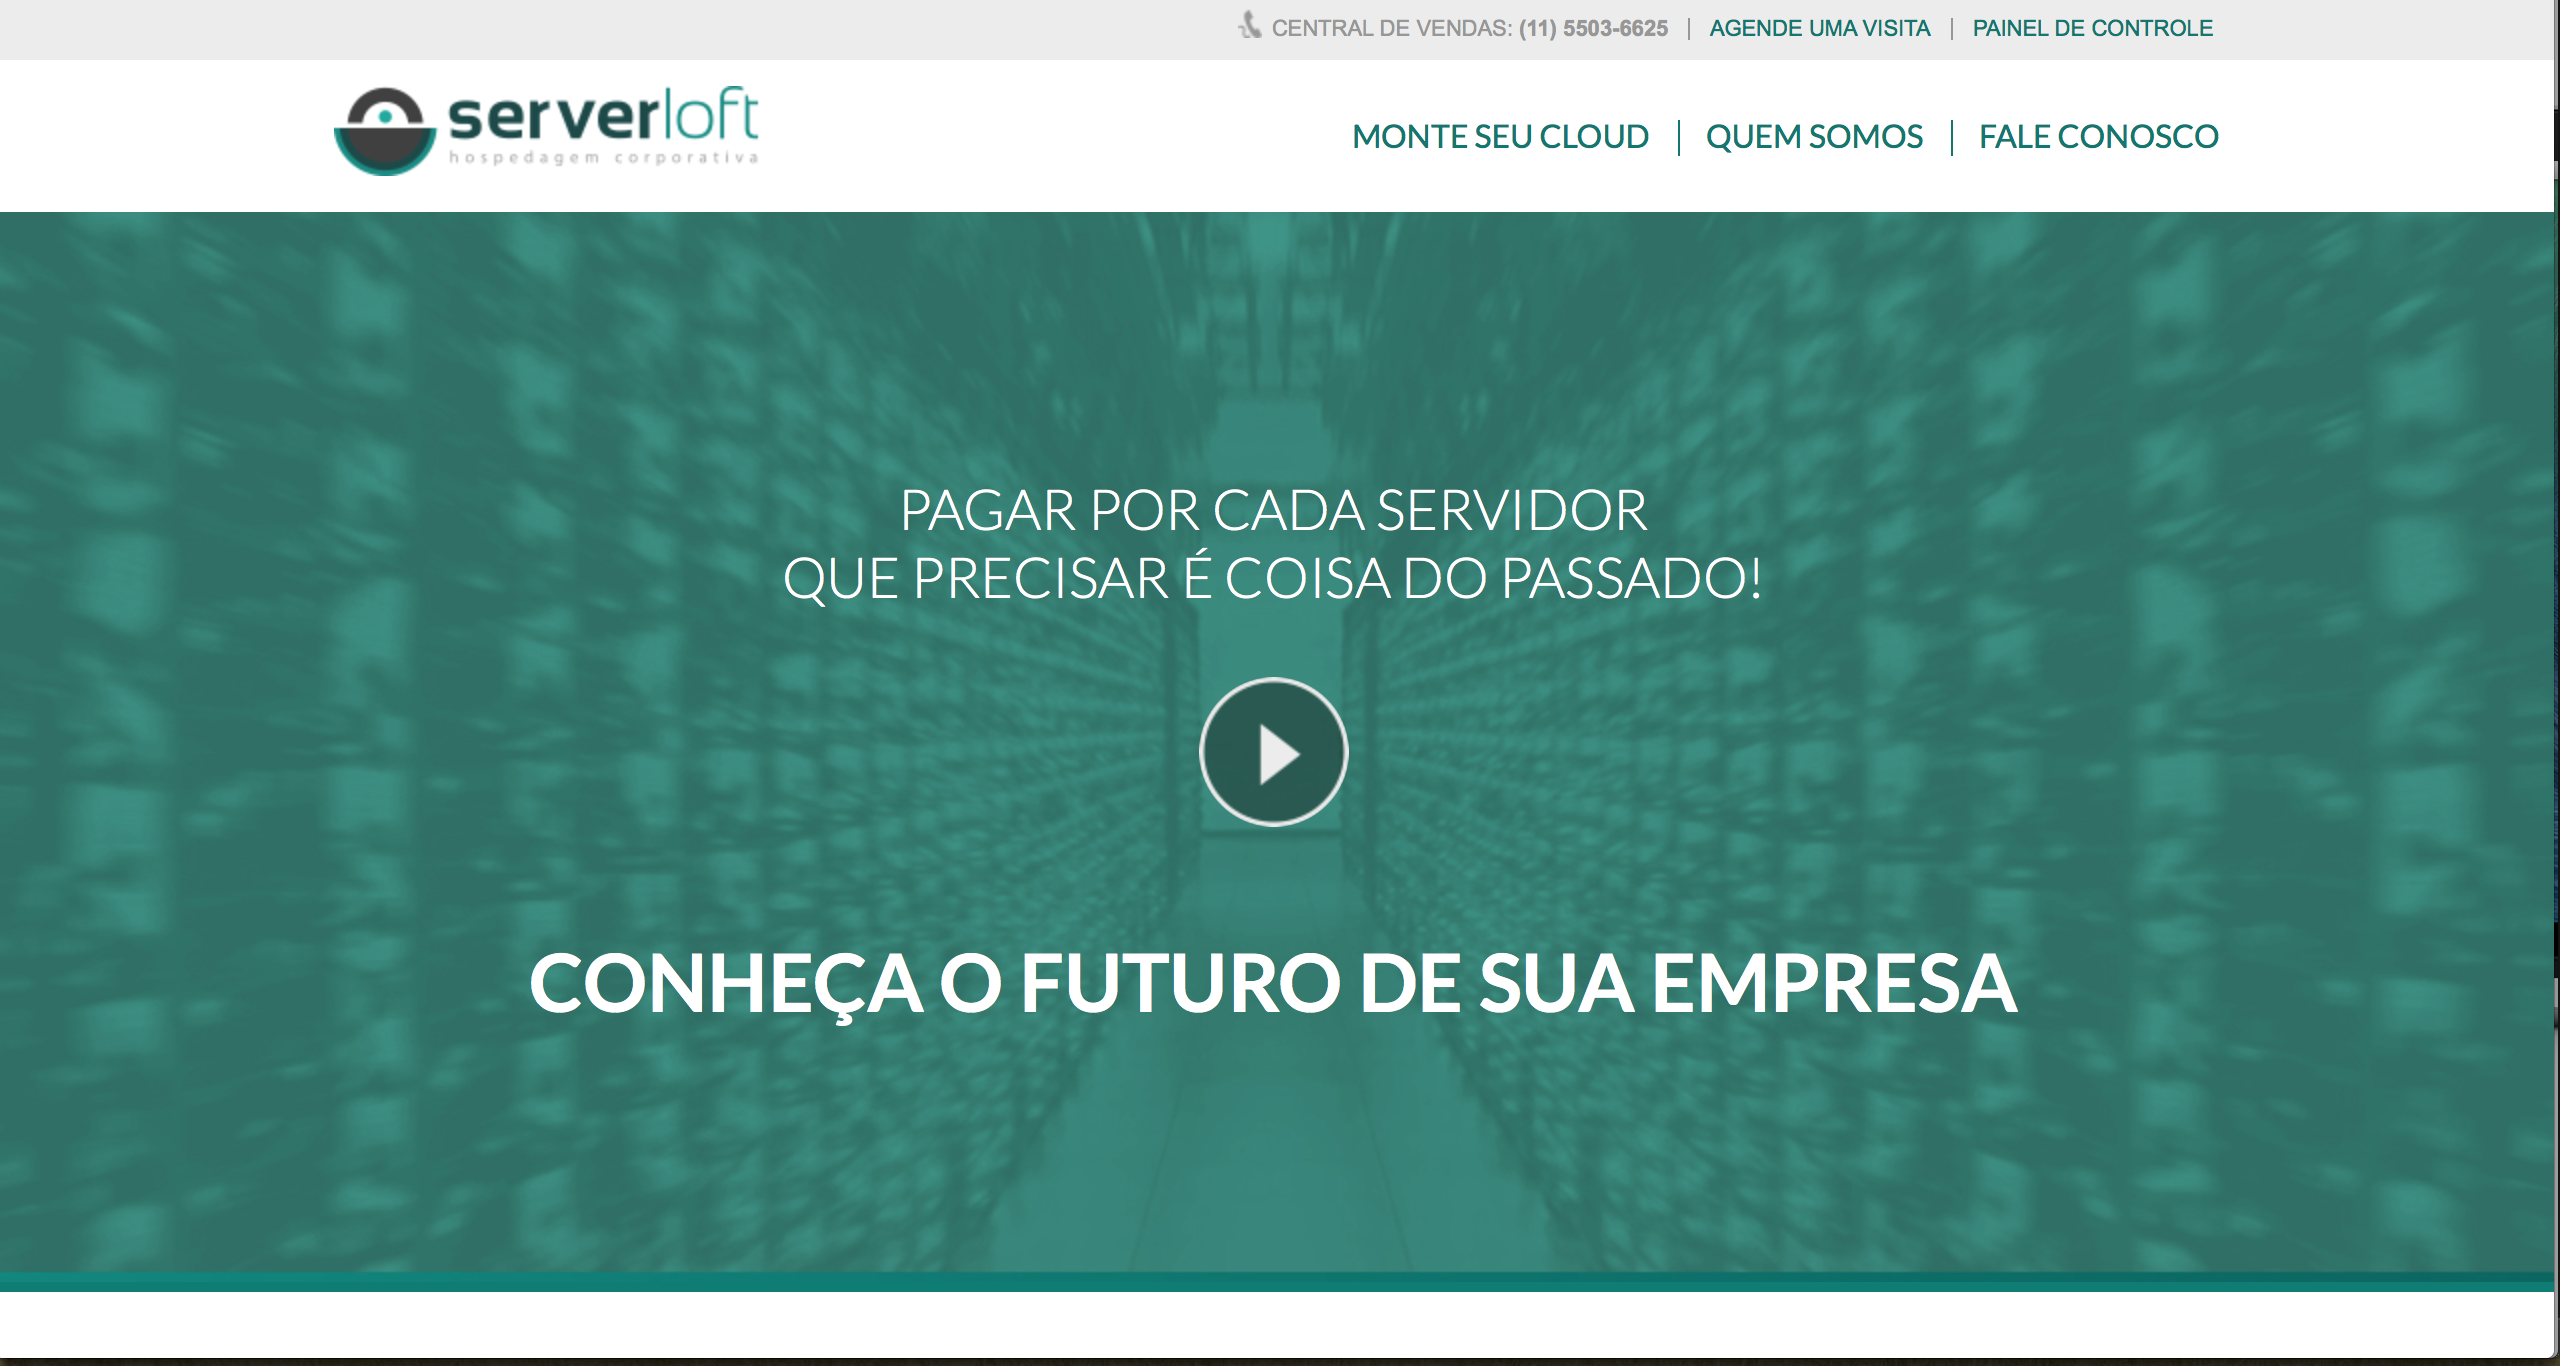 CENTRAL DE VENDAS: (11) 5503-6625 | AGENDE UMA VISITA | PAINEL DE CONTROLE
serverloft
hospedagem corporativa
MONTE SEU CLOUD | QUEM SOMOS | FALE CONOSCO
PAGAR POR CADA SERVIDOR
QUE PRECISAR É COISA DO PASSADO!
CONHEÇA O FUTURO DE SUA EMPRESA